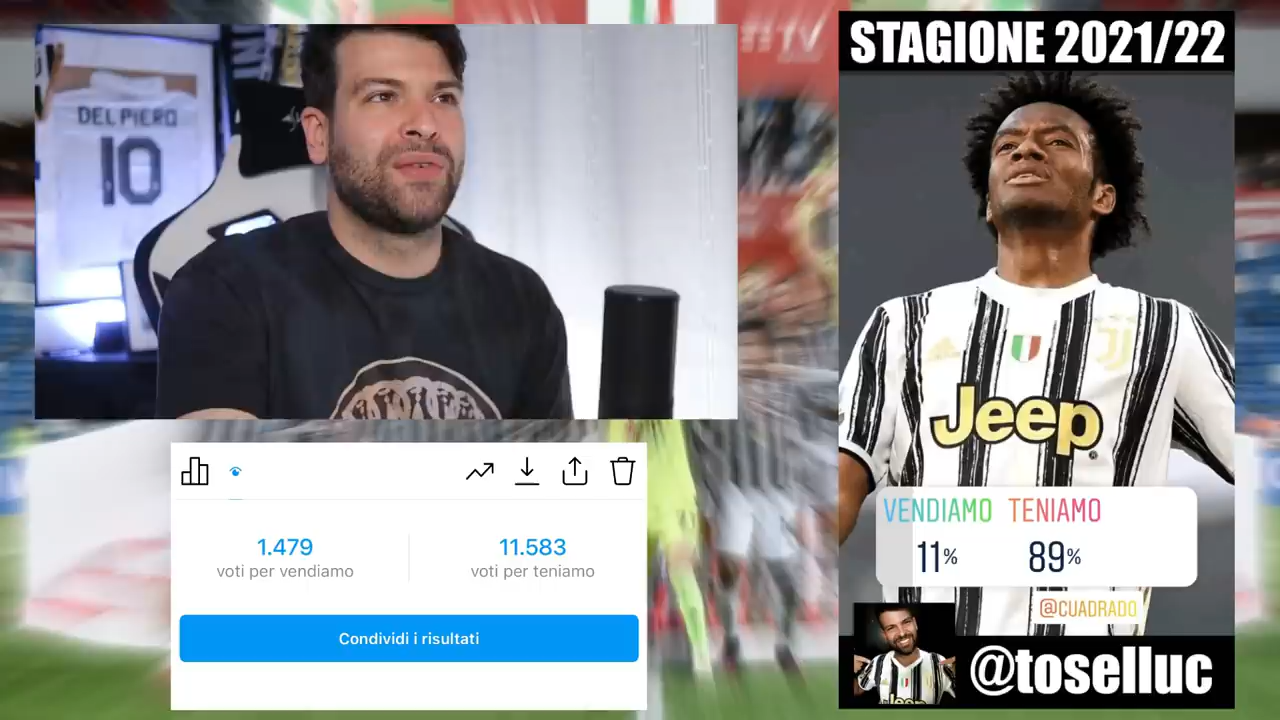 DEL PIERO
10
1.479
voti per vendiamo
11.583
voti per teniamo
Condividi i risultati
STAGIONE 2021/22
Jeep
VENDIAMO TENIAMO
11% 89%
@CUADRADO
Jeep
@toselluc